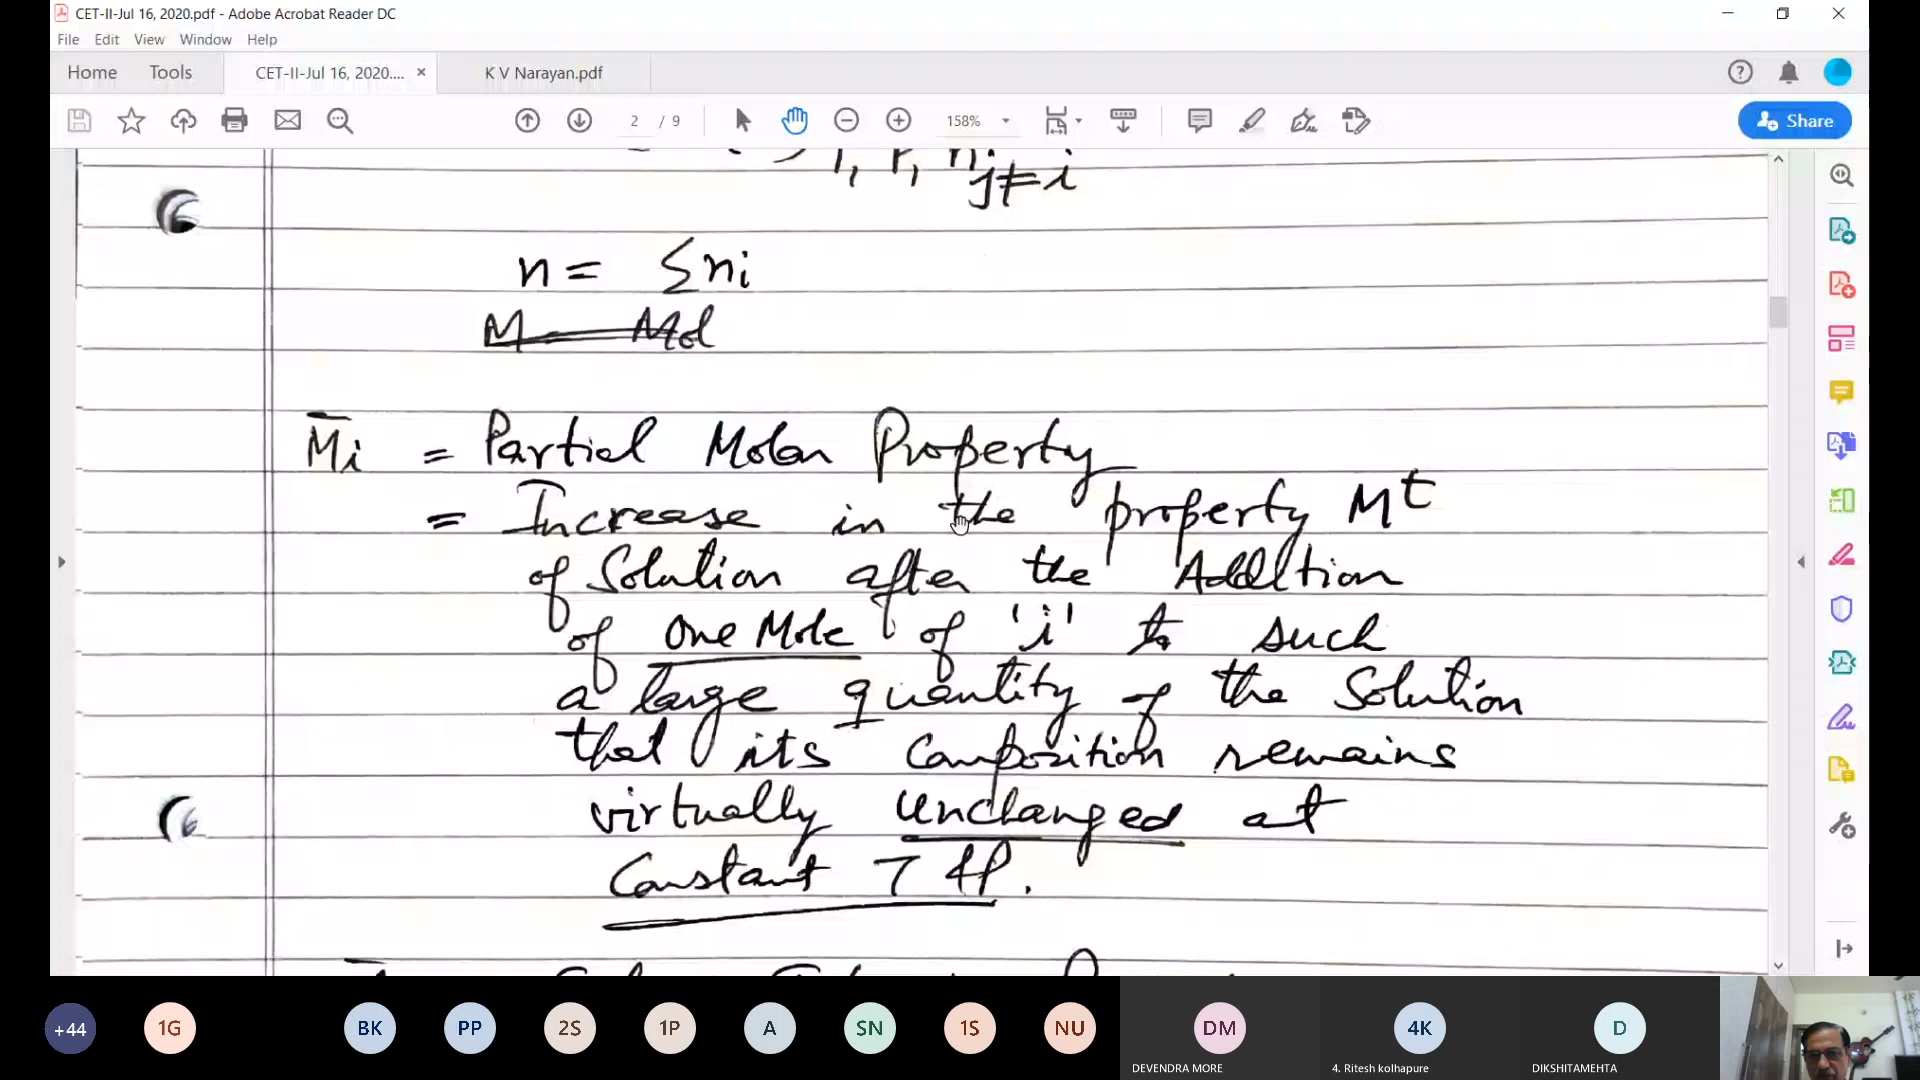 CET-II-Jul 16, 2020.pdf - Adobe Acrobat Reader DC
File Edit View Window Help
Home Tools CET-II-Jul 16, 2020.... × K V Narayan.pdf
2 / 9 158% Share
T, P, nj≠i
n = Σni
M = Mol
M̄i = Partial Molar Property
= Increase in the property Mᵗ
of Solution after the Addition
of One Mole of 'i' to such
a large quantity of the Solution
that its Composition remains
virtually unchanged at
Constant T & P.
+44 1G BK PP 2S 1P A SN 1S NU DM 4K D
DEVENDRA MORE 4. Ritesh kolhapure DIKSHITAMEHTA